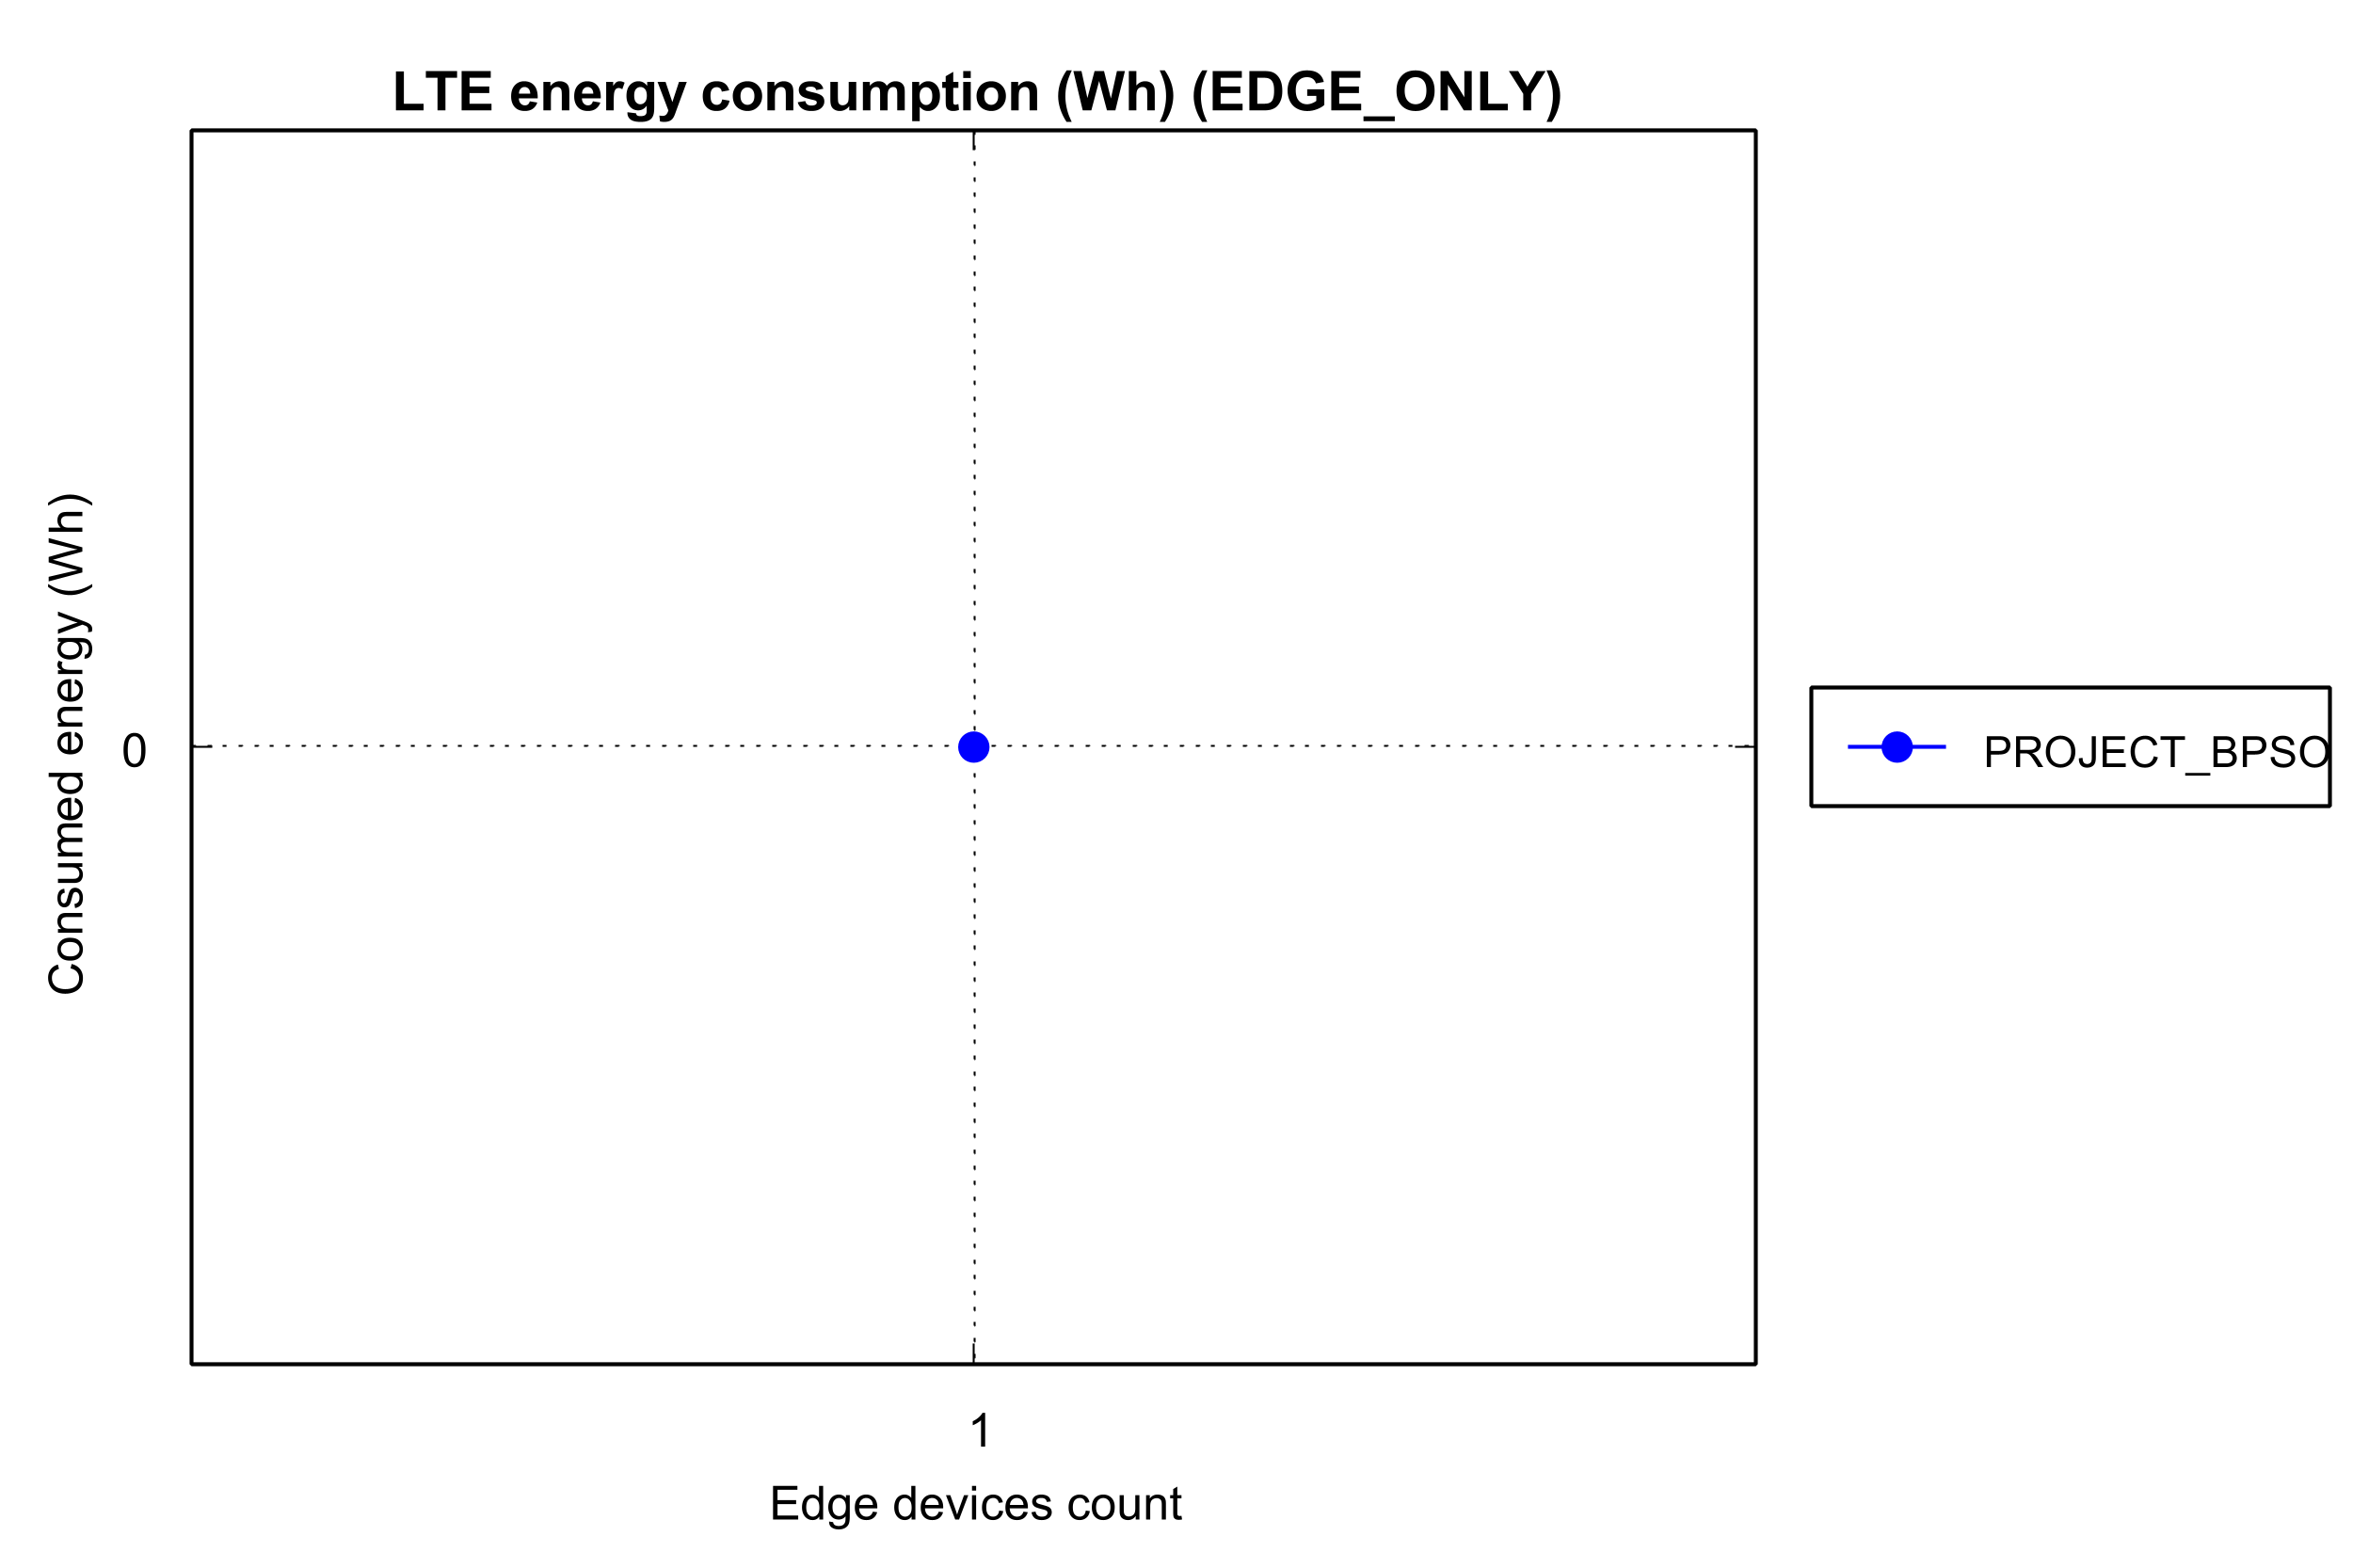 LTE energy consumption (Wh) (EDGE_ONLY)
Consumed energy (Wh)
0
PROJECT_BPSO
1
Edge devices count